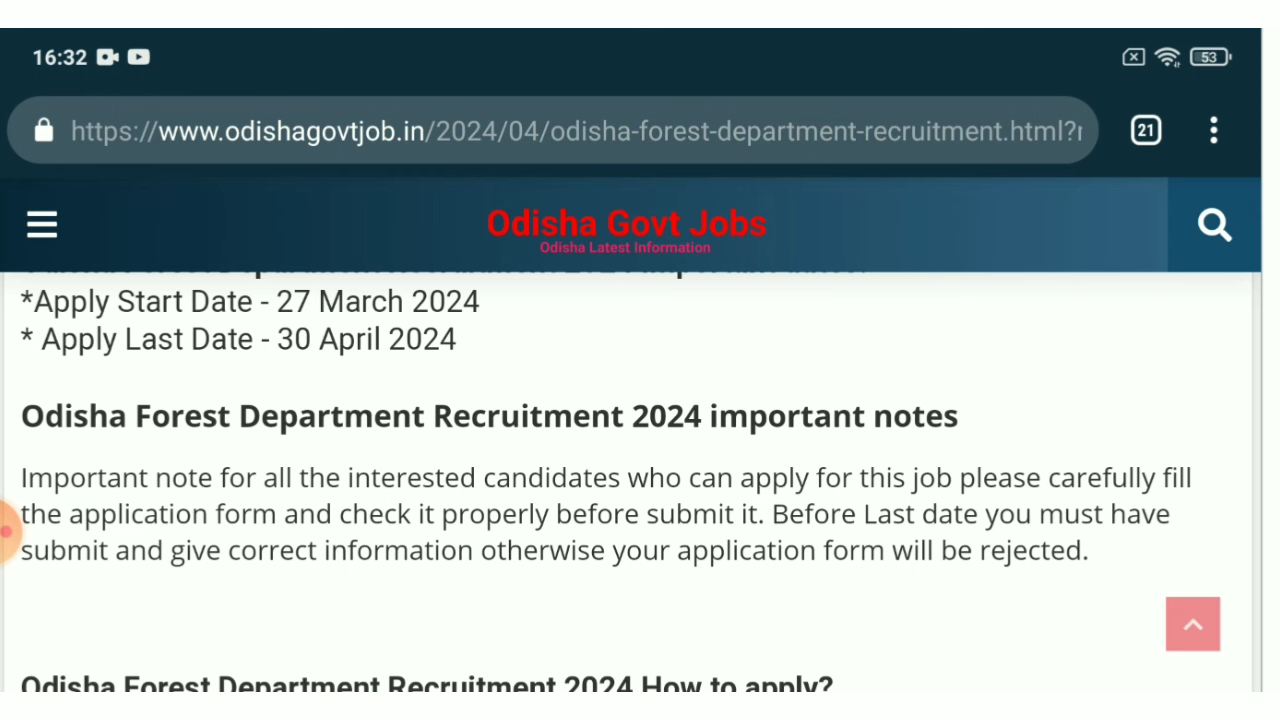 16:32
53
https://www.odishagovtjob.in/2024/04/odisha-forest-department-recruitment.html?
21
Odisha Govt Jobs
Odisha Latest Information
*Apply Start Date - 27 March 2024
* Apply Last Date - 30 April 2024
Odisha Forest Department Recruitment 2024 important notes
Important note for all the interested candidates who can apply for this job please carefully fill
the application form and check it properly before submit it. Before Last date you must have
submit and give correct information otherwise your application form will be rejected.
Odisha Forest Department Recruitment 2024 How to apply?